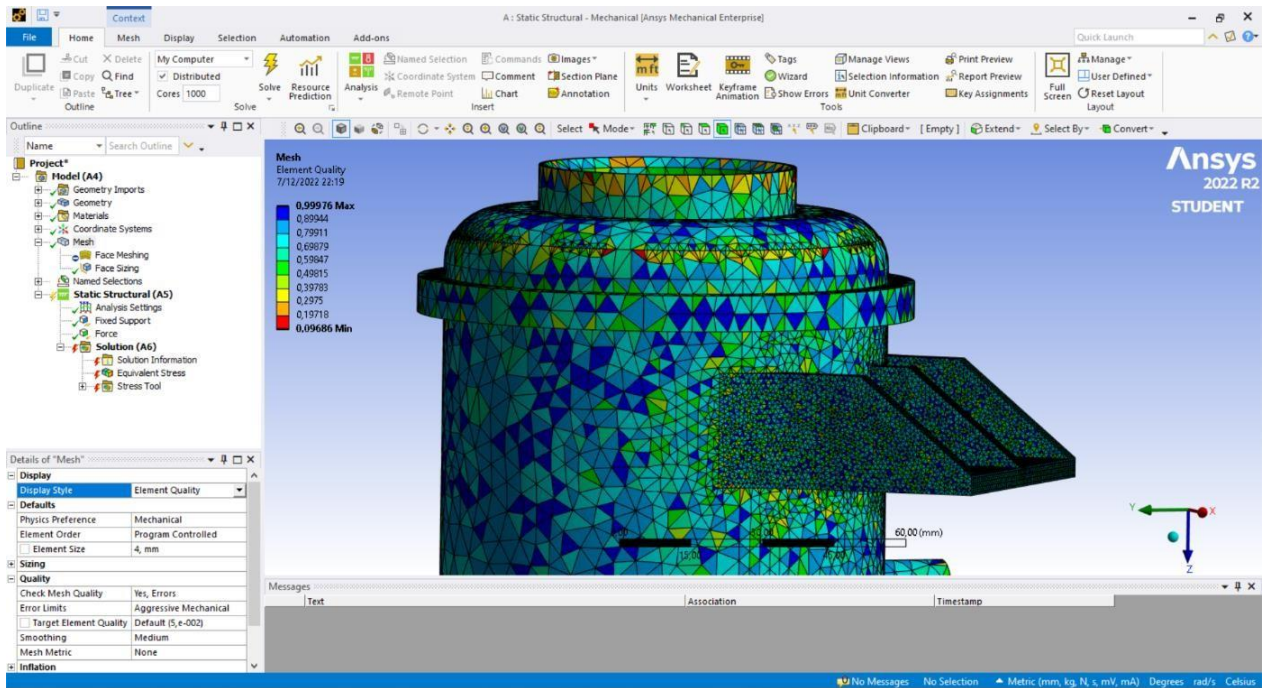 Context
A : Static Structural - Mechanical [Ansys Mechanical Enterprise]
File Home Mesh Display Selection Automation Add-ons
Quick Launch
Duplicate
Cut
Copy
Paste
Delete
Find
Tree
Outline
My Computer
Distributed
Cores 1000
Solve
Resource Prediction
Solve
Analysis
Named Selection
Coordinate System
Remote Point
Commands
Comment
Chart
Images
Section Plane
Annotation
Insert
mft
Units
Worksheet
Keyframe Animation
Tags
Wizard
Show Errors
Manage Views
Selection Information
Unit Converter
Print Preview
Report Preview
Key Assignments
Tools
Full Screen
Manage
User Defined
Reset Layout
Layout
Outline
Name Search Outline
Select Mode Clipboard [ Empty ] Extend Select By Convert
Project*
Model (A4)
Geometry Imports
Geometry
Materials
Coordinate Systems
Mesh
Face Meshing
Face Sizing
Named Selections
Static Structural (A5)
Analysis Settings
Fixed Support
Force
Solution (A6)
Solution Information
Equivalent Stress
Stress Tool
Mesh
Element Quality
7/12/2022 22:19
0,99976 Max
0,89944
0,79911
0,69879
0,59847
0,49815
0,39783
0,2975
0,19718
0,09686 Min
Ansys
2022 R2
STUDENT
60,00 (mm)
15,00
Y
X
Z
Details of "Mesh"
Display
Display Style Element Quality
Defaults
Physics Preference Mechanical
Element Order Program Controlled
Element Size 4, mm
Sizing
Quality
Check Mesh Quality Yes, Errors
Error Limits Aggressive Mechanical
Target Element Quality Default (5,e-002)
Smoothing Medium
Mesh Metric None
Inflation
Messages
Text Association Timestamp
No Messages No Selection Metric (mm, kg, N, s, mV, mA) Degrees rad/s Celsius